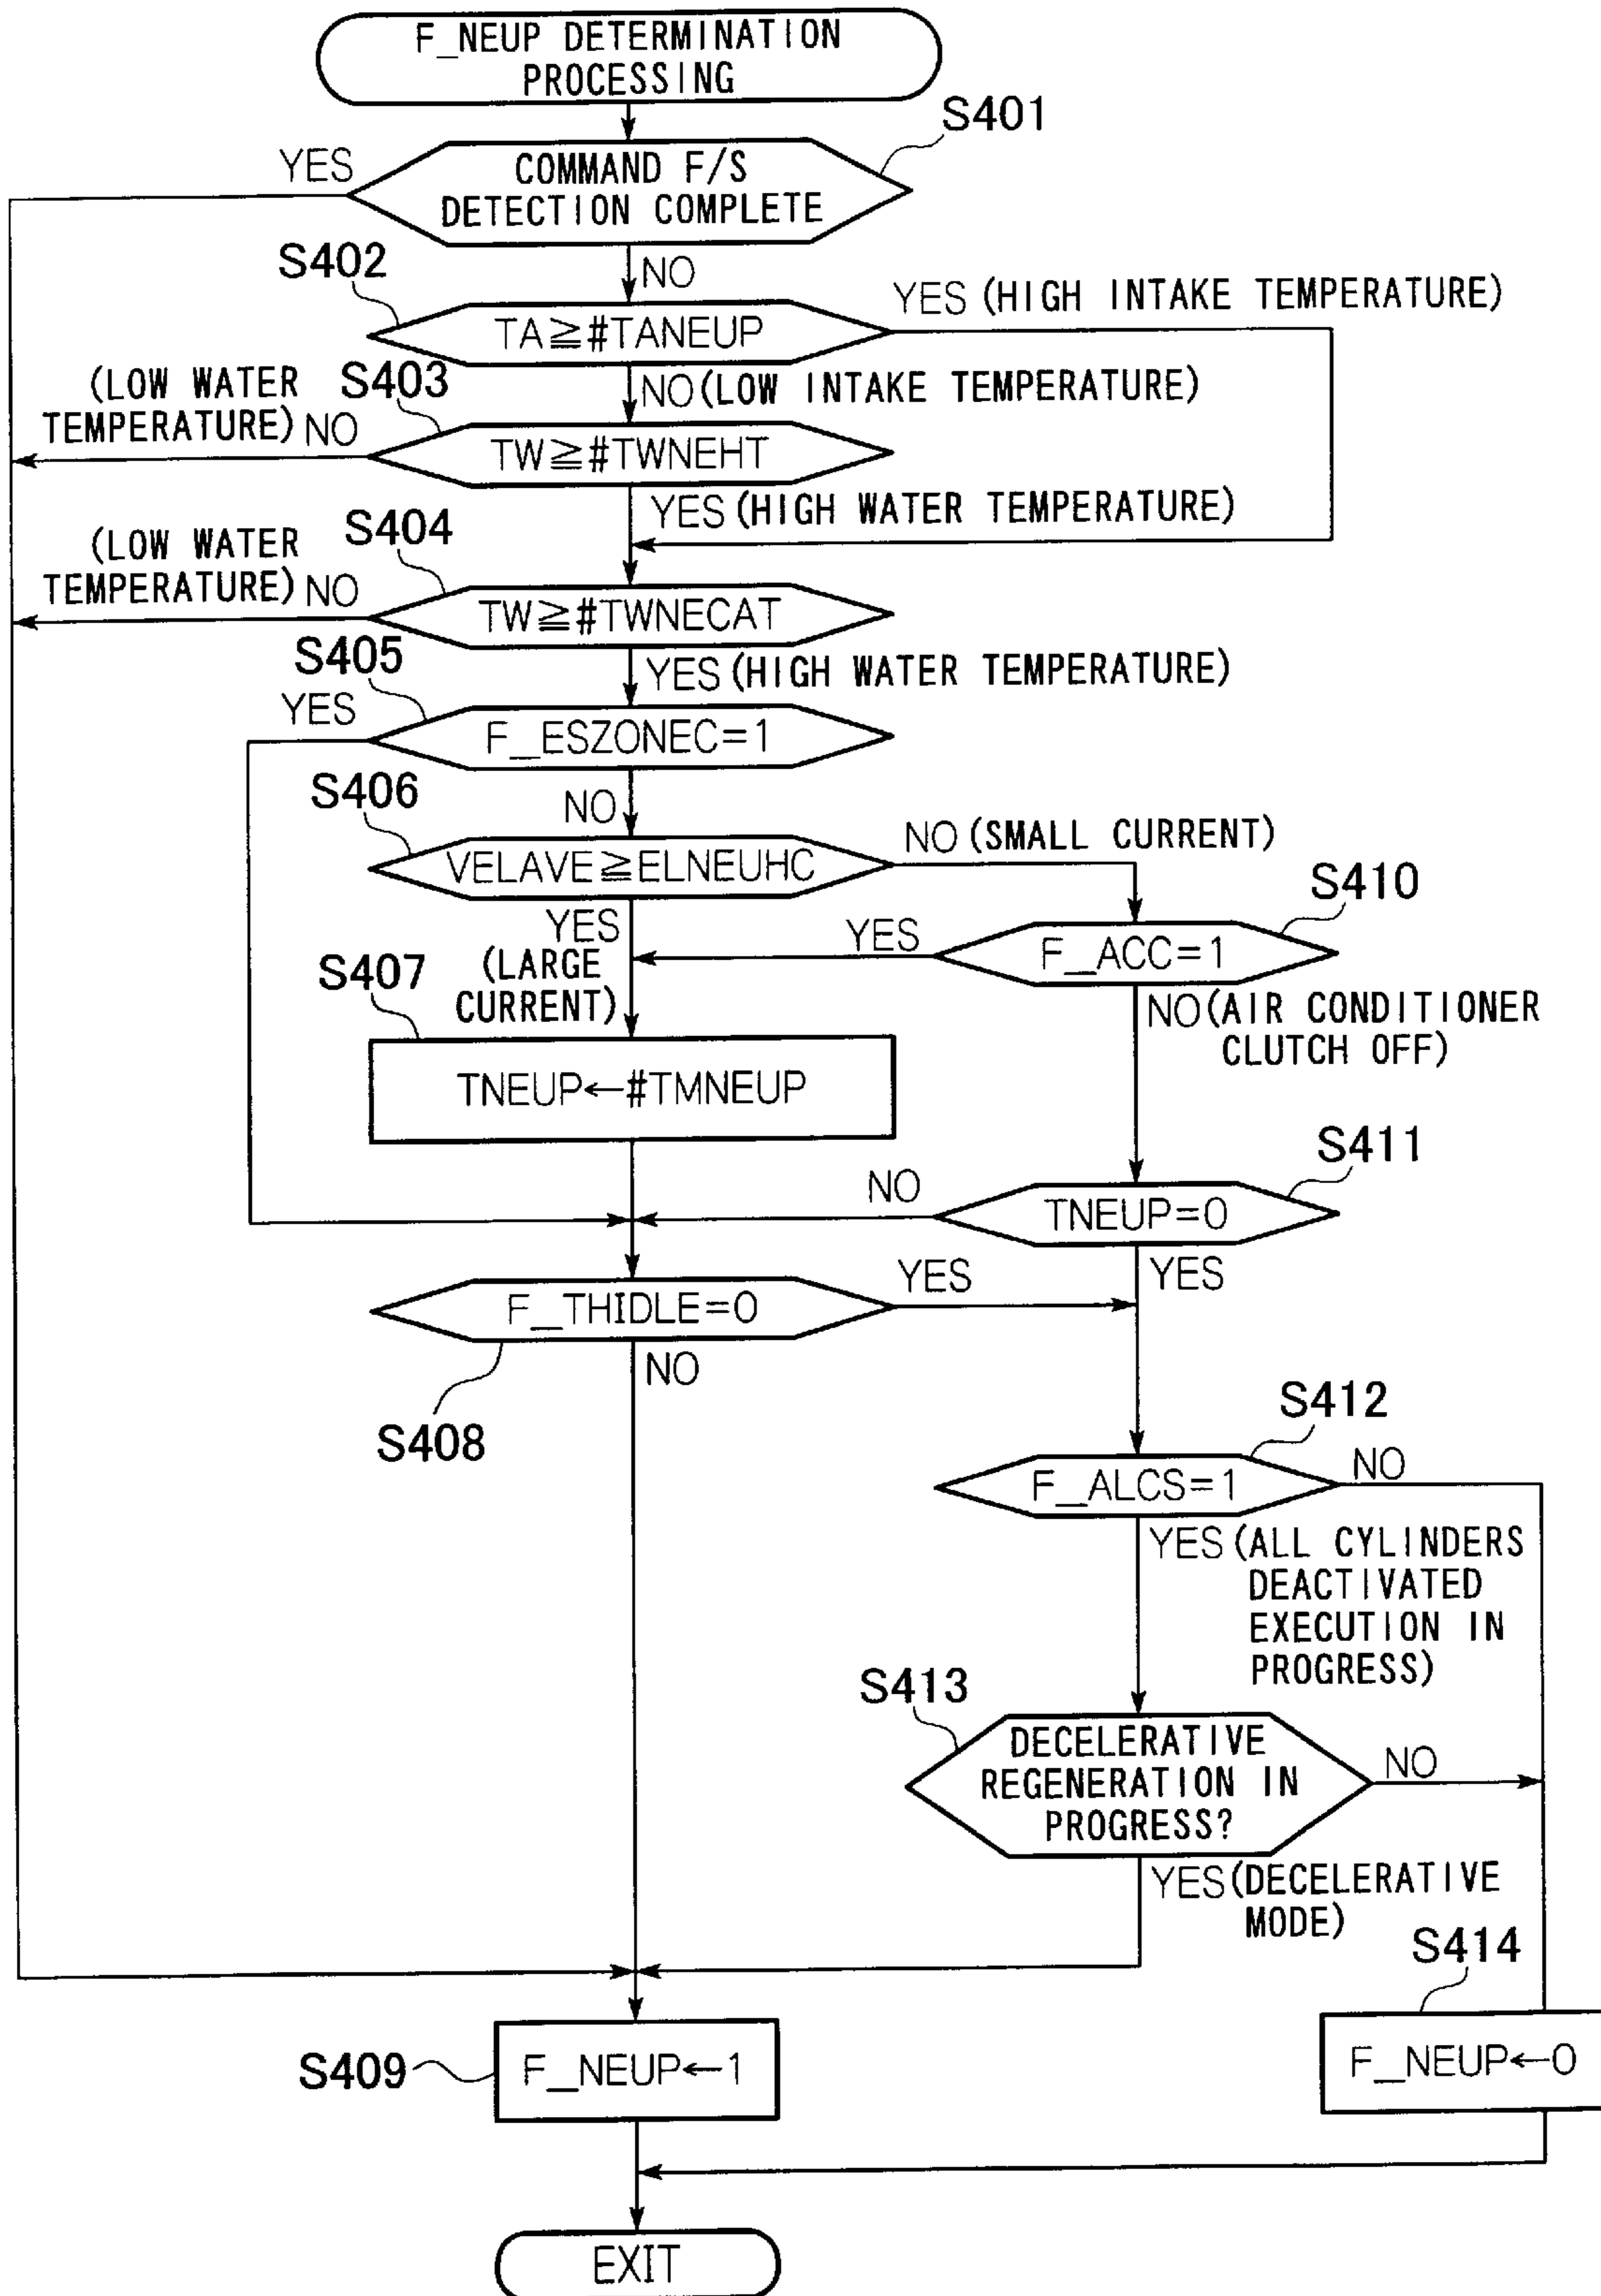 F_NEUP DETERMINATION
PROCESSING
S401
YES
COMMAND F/S
DETECTION COMPLETE
S402
NO
YES (HIGH INTAKE TEMPERATURE)
TA≧#TANEUP
(LOW WATER
TEMPERATURE) NO
S403
NO (LOW INTAKE TEMPERATURE)
TW≧#TWNEHT
YES (HIGH WATER TEMPERATURE)
(LOW WATER
TEMPERATURE) NO
S404
TW≧#TWNECAT
S405
YES (HIGH WATER TEMPERATURE)
YES
F_ESZONEC=1
S406
NO
NO (SMALL CURRENT)
VELAVE≧ELNEUHC
S410
YES
(LARGE
CURRENT)
YES
F_ACC=1
S407
NO (AIR CONDITIONER
CLUTCH OFF)
TNEUP←#TMNEUP
S411
NO
TNEUP=0
YES
YES
F_THIDLE=0
NO
S408
S412
F_ALCS=1
NO
YES (ALL CYLINDERS
DEACTIVATED
EXECUTION IN
PROGRESS)
S413
DECELERATIVE
REGENERATION IN
PROGRESS?
NO
YES (DECELERATIVE
MODE)
S414
S409
F_NEUP←1
F_NEUP←0
EXIT